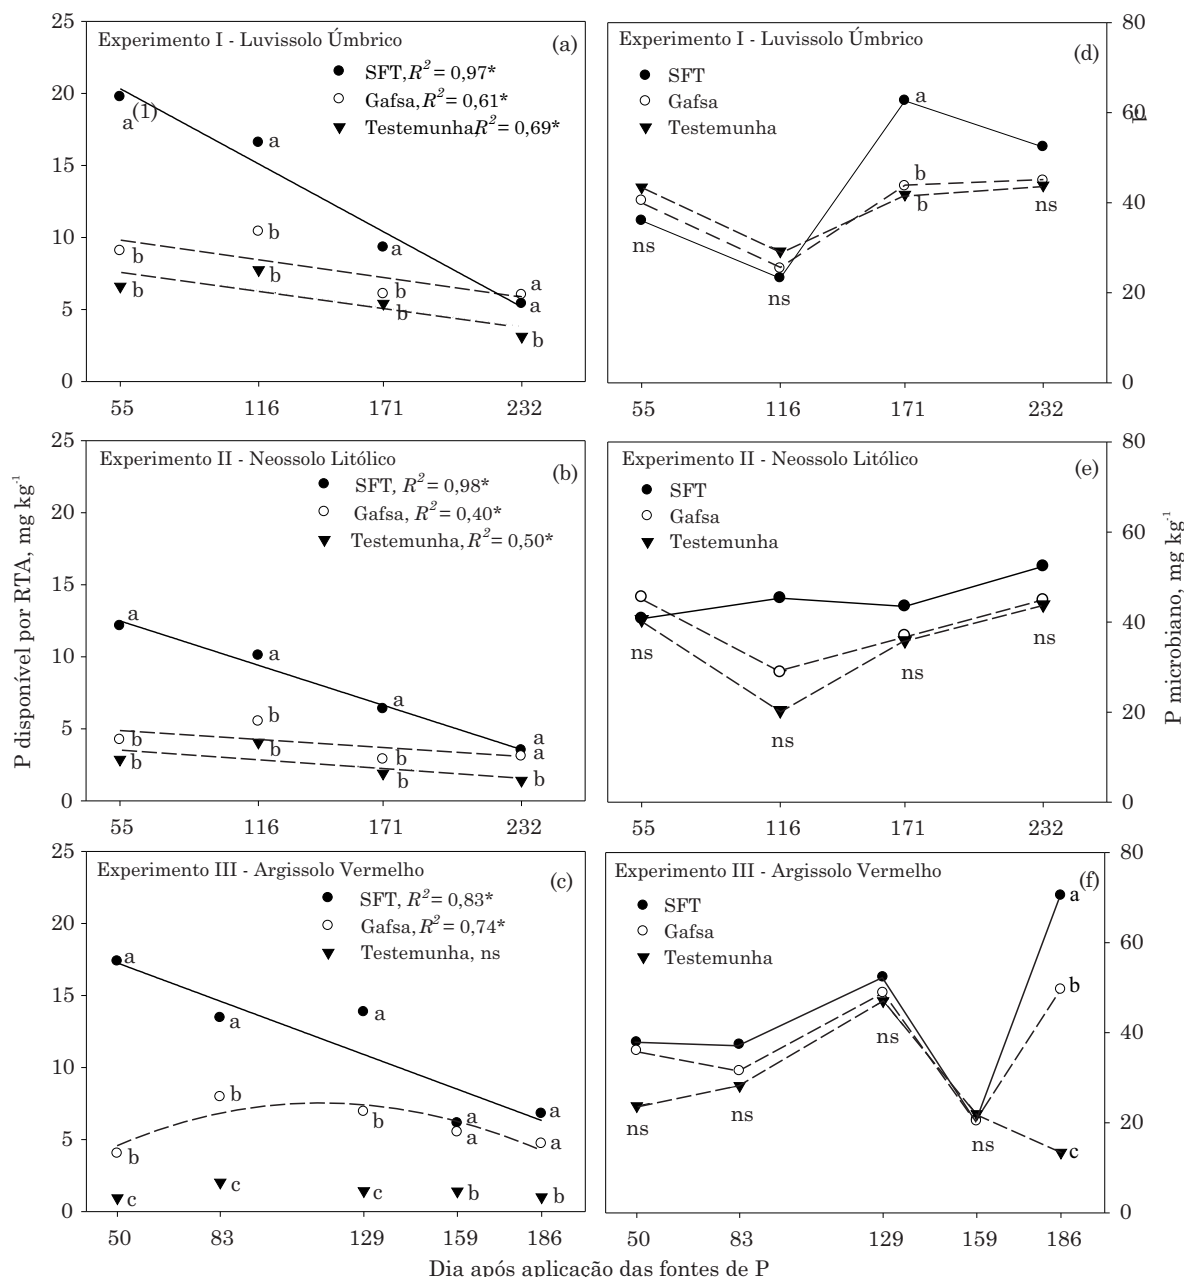 Experimento I - Luvissolo Úmbrico
(a)
SFT, R² = 0,97*
Gafsa, R² = 0,61*
Testemunha, R² = 0,69*
25
20
15
10
5
0
a(1)
a
a
a
a
b
b
b
b
b
b
b
55
116
171
232
Experimento I - Luvissolo Úmbrico
(d)
SFT
Gafsa
Testemunha
80
60
40
20
0
ns
ns
a
b
b
ns
55
116
171
232
P disponível por RTA, mg kg⁻¹
Experimento II - Neossolo Litólico
(b)
SFT, R² = 0,98*
Gafsa, R² = 0,40*
Testemunha, R² = 0,50*
25
20
15
10
5
0
a
a
a
a
a
b
b
b
b
b
b
b
55
116
171
232
Experimento II - Neossolo Litólico
(e)
SFT
Gafsa
Testemunha
80
60
40
20
0
P microbiano, mg kg⁻¹
ns
ns
ns
ns
55
116
171
232
Experimento III - Argissolo Vermelho
(c)
SFT, R² = 0,83*
Gafsa, R² = 0,74*
Testemunha, ns
25
20
15
10
5
0
a
a
a
a
a
b
b
b
a
a
c
c
c
b
b
50
83
129
159
186
Experimento III - Argissolo Vermelho
(f)
SFT
Gafsa
Testemunha
80
60
40
20
0
ns
ns
ns
ns
a
b
c
50
83
129
159
186
Dia após aplicação das fontes de P